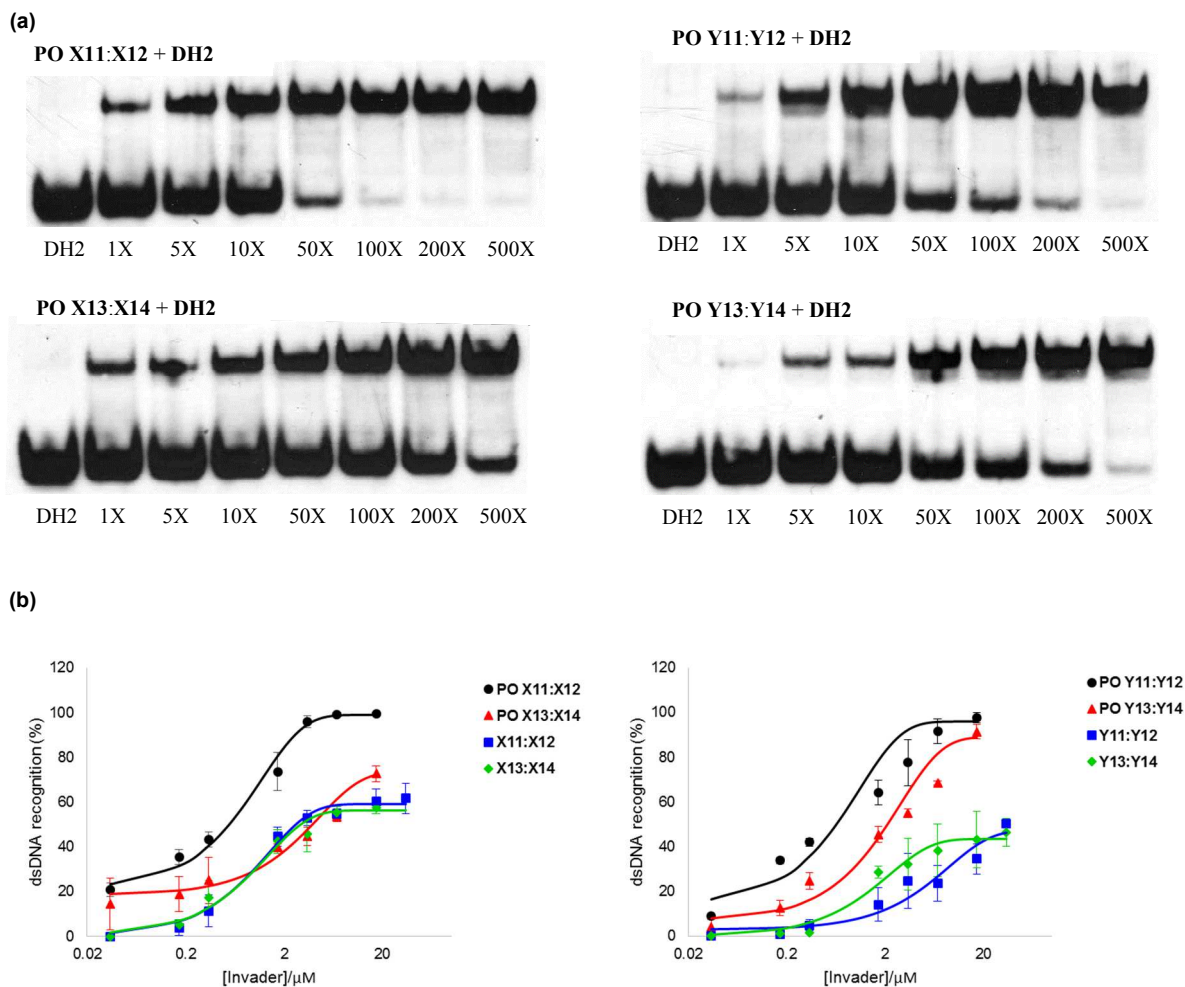 (a)
PO X11:X12 + DH2
DH2 1X 5X 10X 50X 100X 200X 500X
PO Y11:Y12 + DH2
DH2 1X 5X 10X 50X 100X 200X 500X
PO X13:X14 + DH2
DH2 1X 5X 10X 50X 100X 200X 500X
PO Y13:Y14 + DH2
DH2 1X 5X 10X 50X 100X 200X 500X
(b)
dsDNA recognition (%)
120
100
80
60
40
20
0
0.02 0.2 2 20
[Invader]/μM
PO X11:X12
PO X13:X14
X11:X12
X13:X14
dsDNA recognition (%)
120
100
80
60
40
20
0
0.02 0.2 2 20
[Invader]/μM
PO Y11:Y12
PO Y13:Y14
Y11:Y12
Y13:Y14